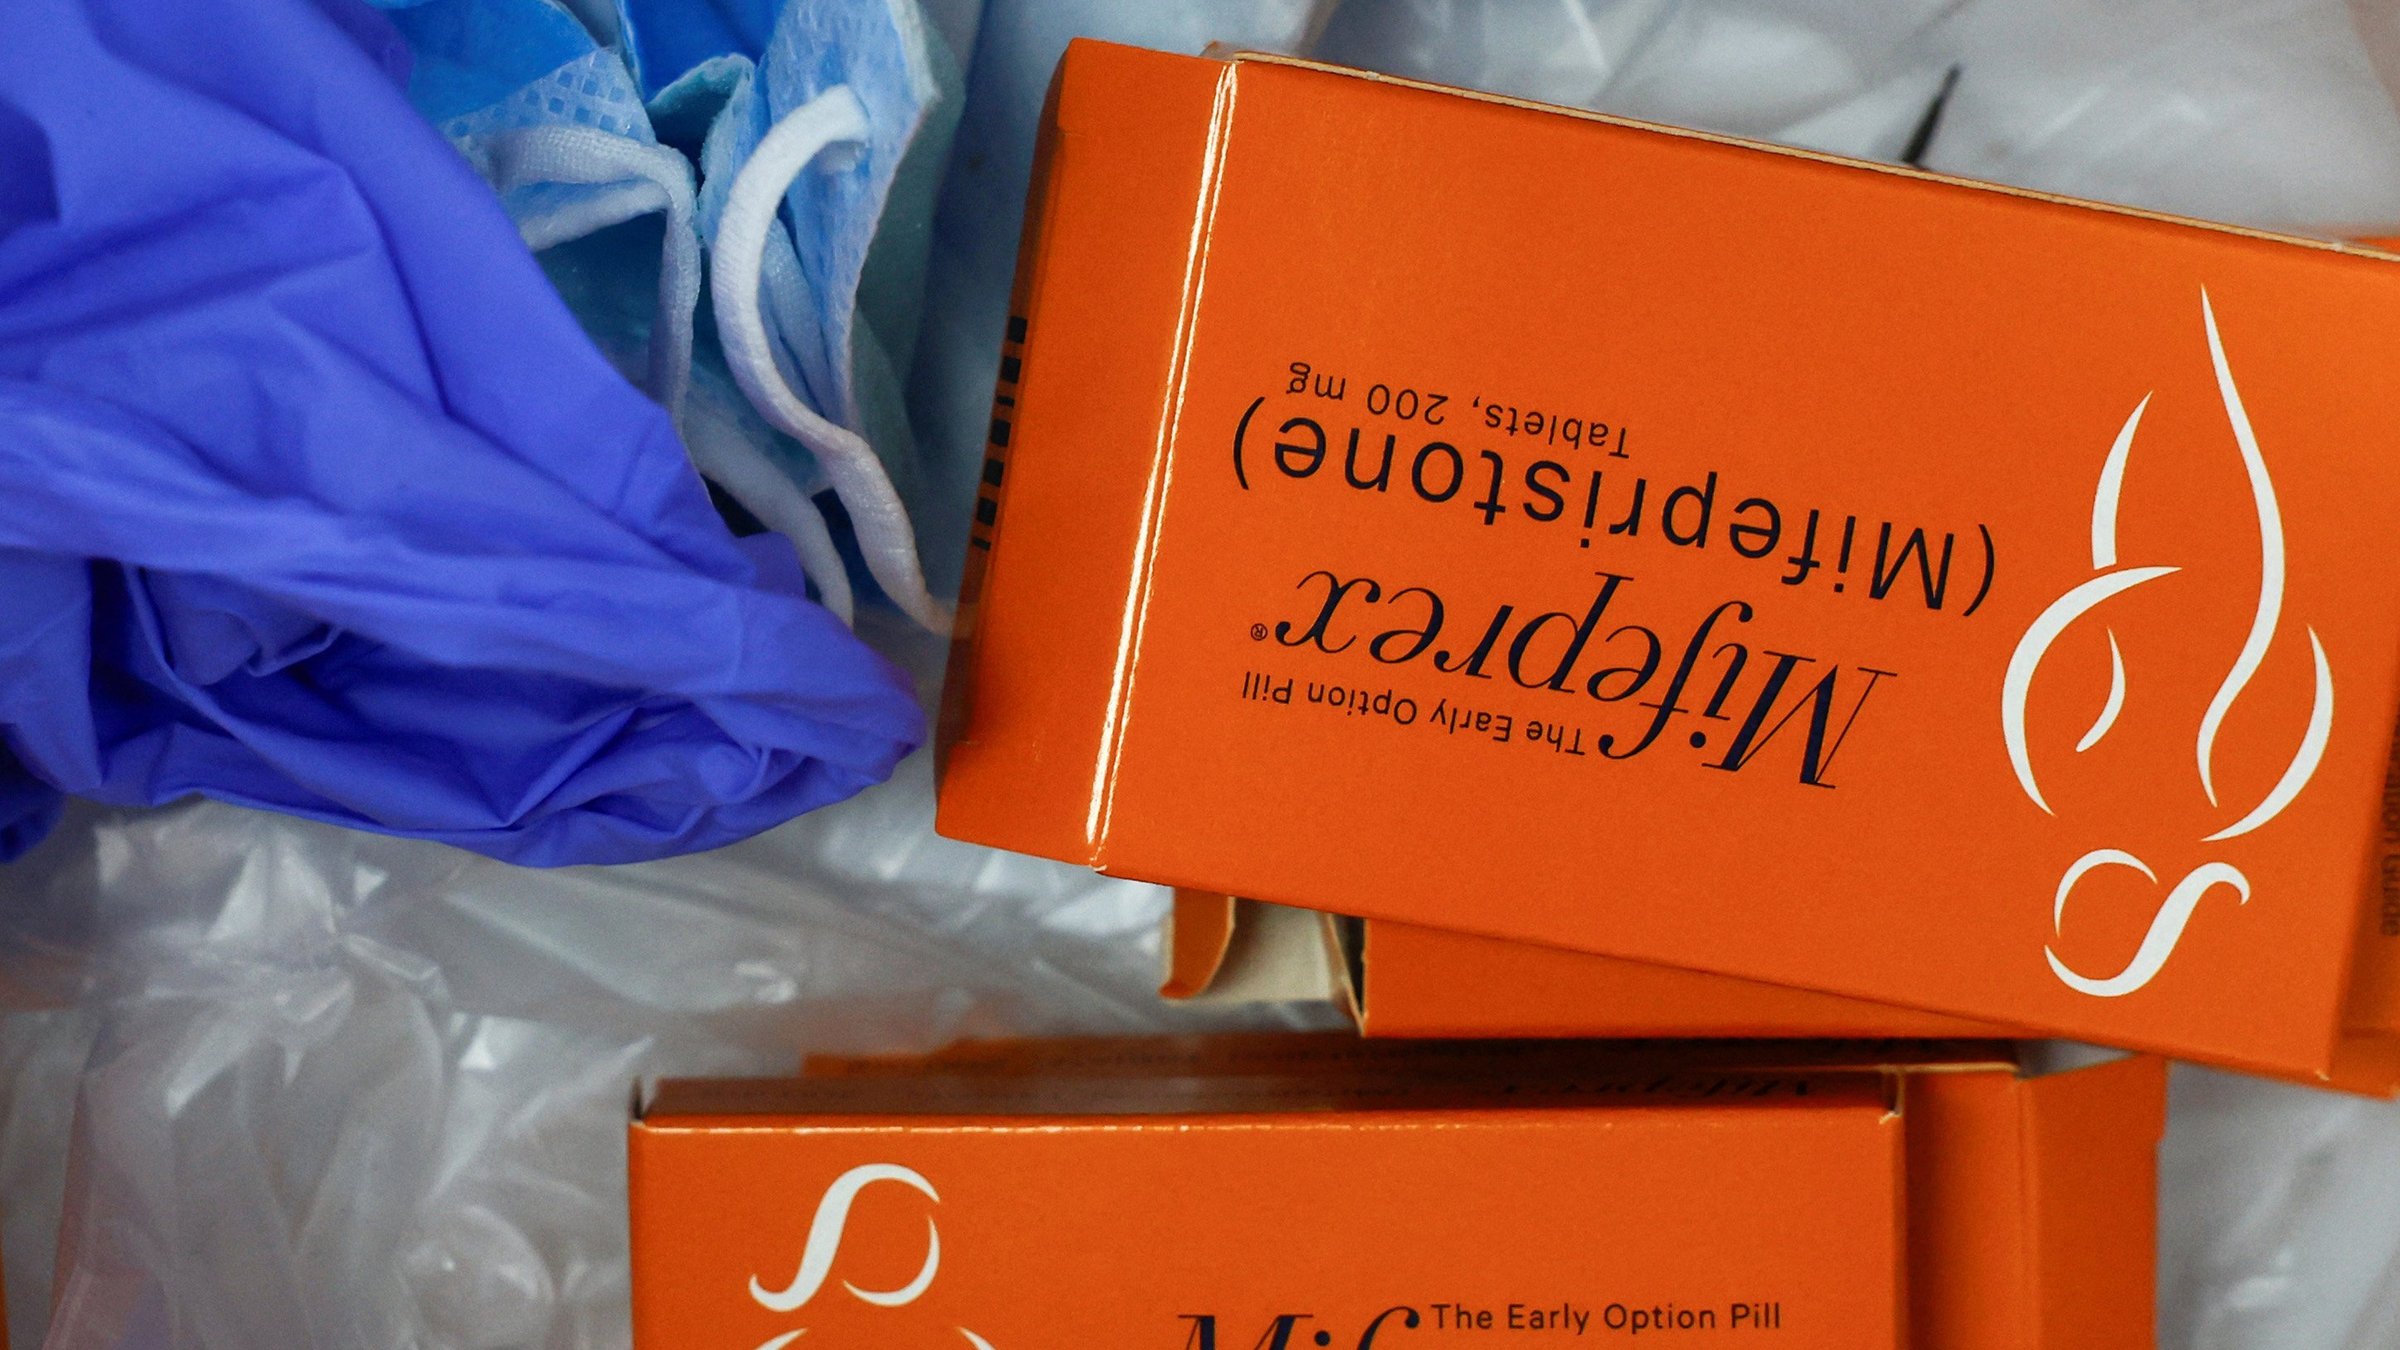 The Early Option Pill
Mifeprex®
(Mifepristone)
Tablets, 200 mg
The Early Option Pill